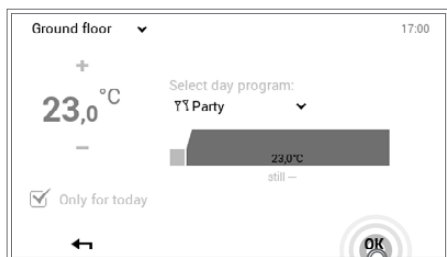 Ground floor
17:00
+
23,0°C
−
Select day program:
Party
23,0°C
still --
Only for today
OK